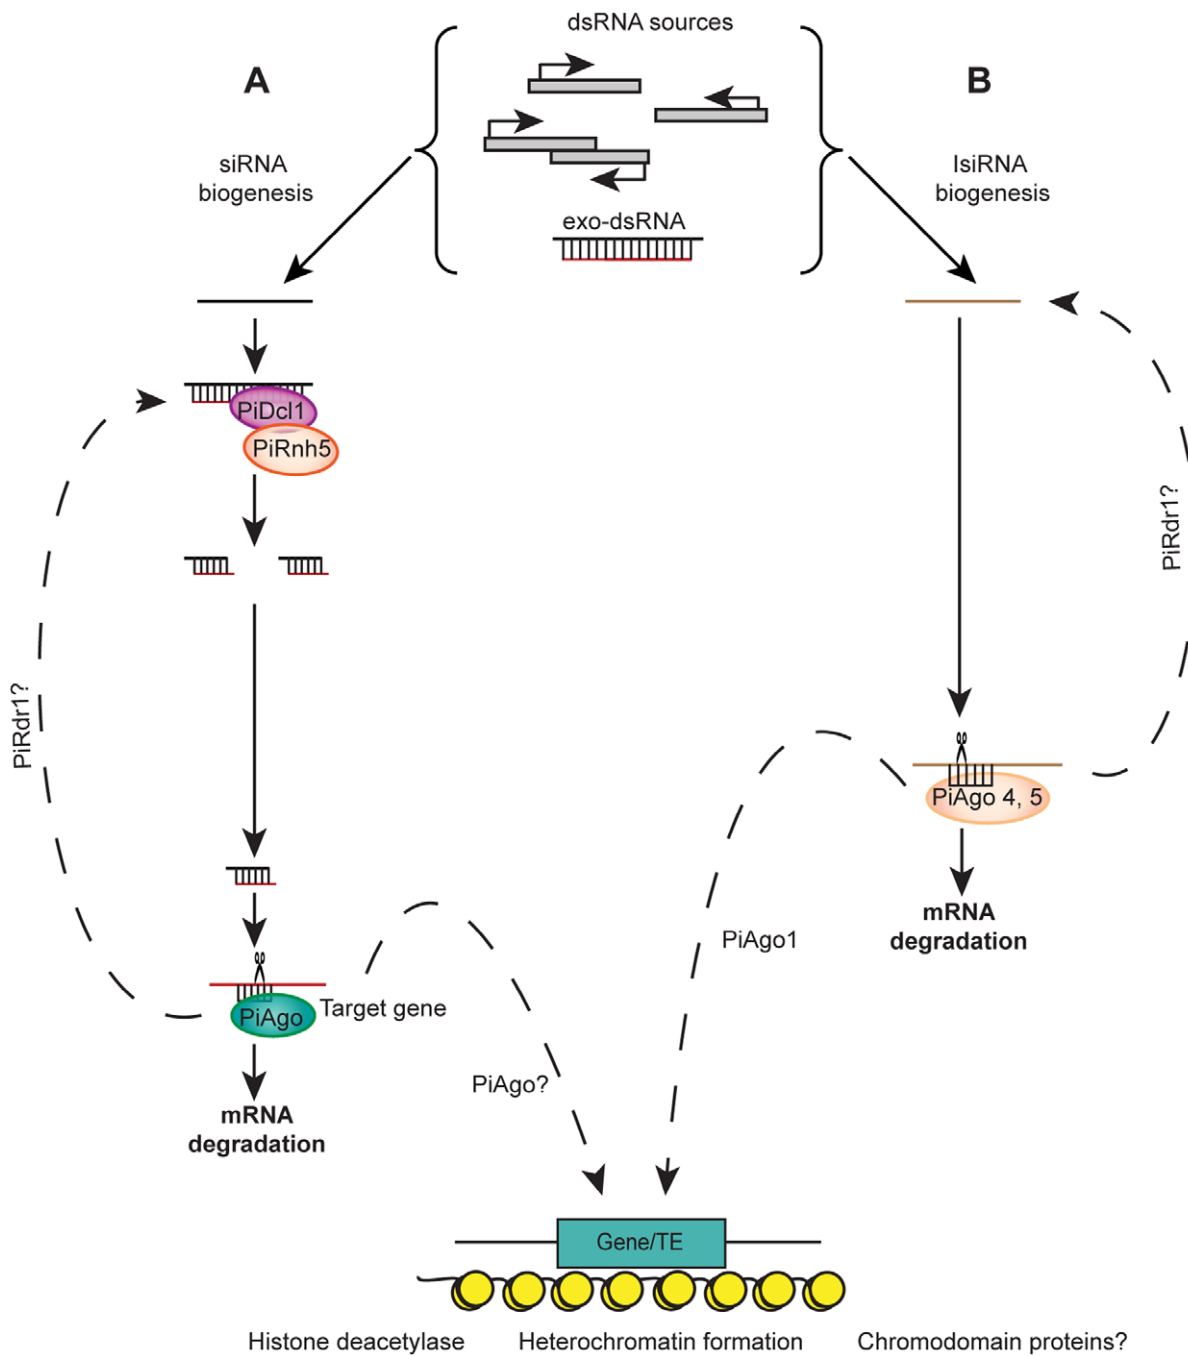 dsRNA sources
A
B
siRNA
biogenesis
lsiRNA
biogenesis
exo-dsRNA
PiDcl1
PiRnh5
PiRdr1?
PiRdr1?
PiAgo 4, 5
mRNA
degradation
PiAgo1
PiAgo
Target gene
PiAgo?
mRNA
degradation
Gene/TE
Histone deacetylase
Heterochromatin formation
Chromodomain proteins?